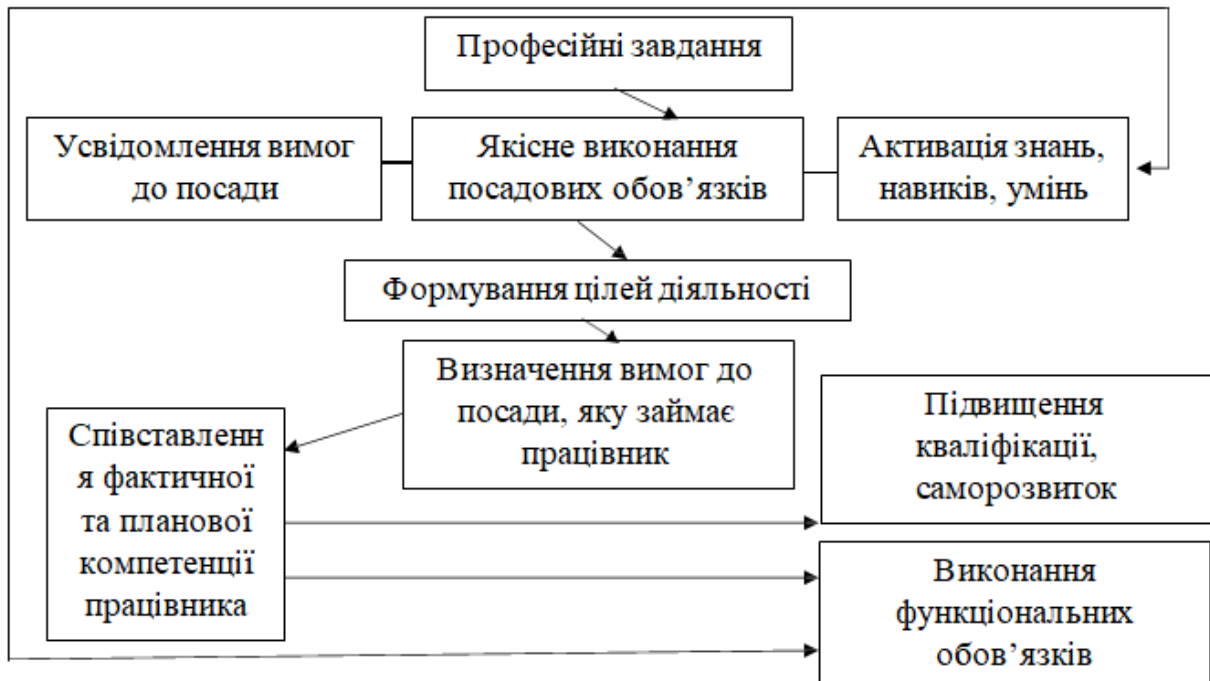 Професійні завдання
Усвідомлення вимог
до посади
Якісне виконання
посадових обов’язків
Активація знань,
навиків, умінь
Формування цілей діяльності
Визначення вимог до
посади, яку займає
працівник
Співставленн
я фактичної
та планової
компетенції
працівника
Підвищення
кваліфікації,
саморозвиток
Виконання
функціональних
обов’язків